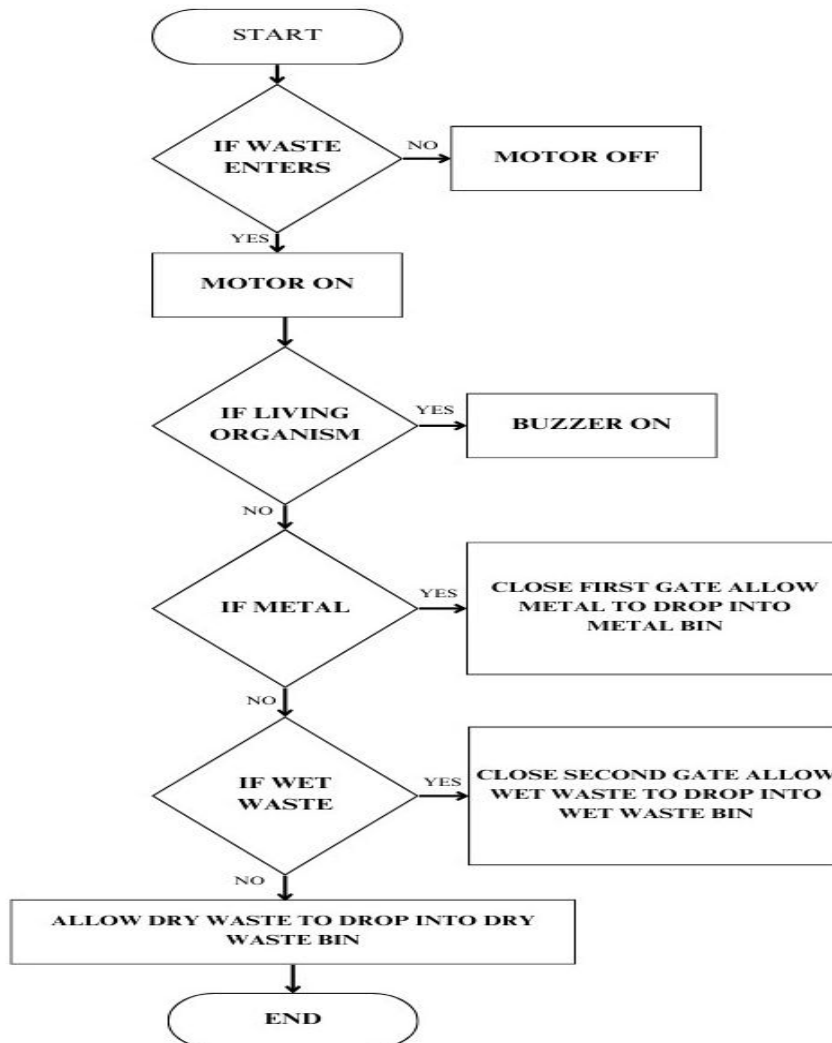 START
IF WASTE
ENTERS
NO
MOTOR OFF
YES
MOTOR ON
IF LIVING
ORGANISM
YES
BUZZER ON
NO
IF METAL
YES
CLOSE FIRST GATE ALLOW
METAL TO DROP INTO
METAL BIN
NO
IF WET
WASTE
YES
CLOSE SECOND GATE ALLOW
WET WASTE TO DROP INTO
WET WASTE BIN
NO
ALLOW DRY WASTE TO DROP INTO DRY
WASTE BIN
END